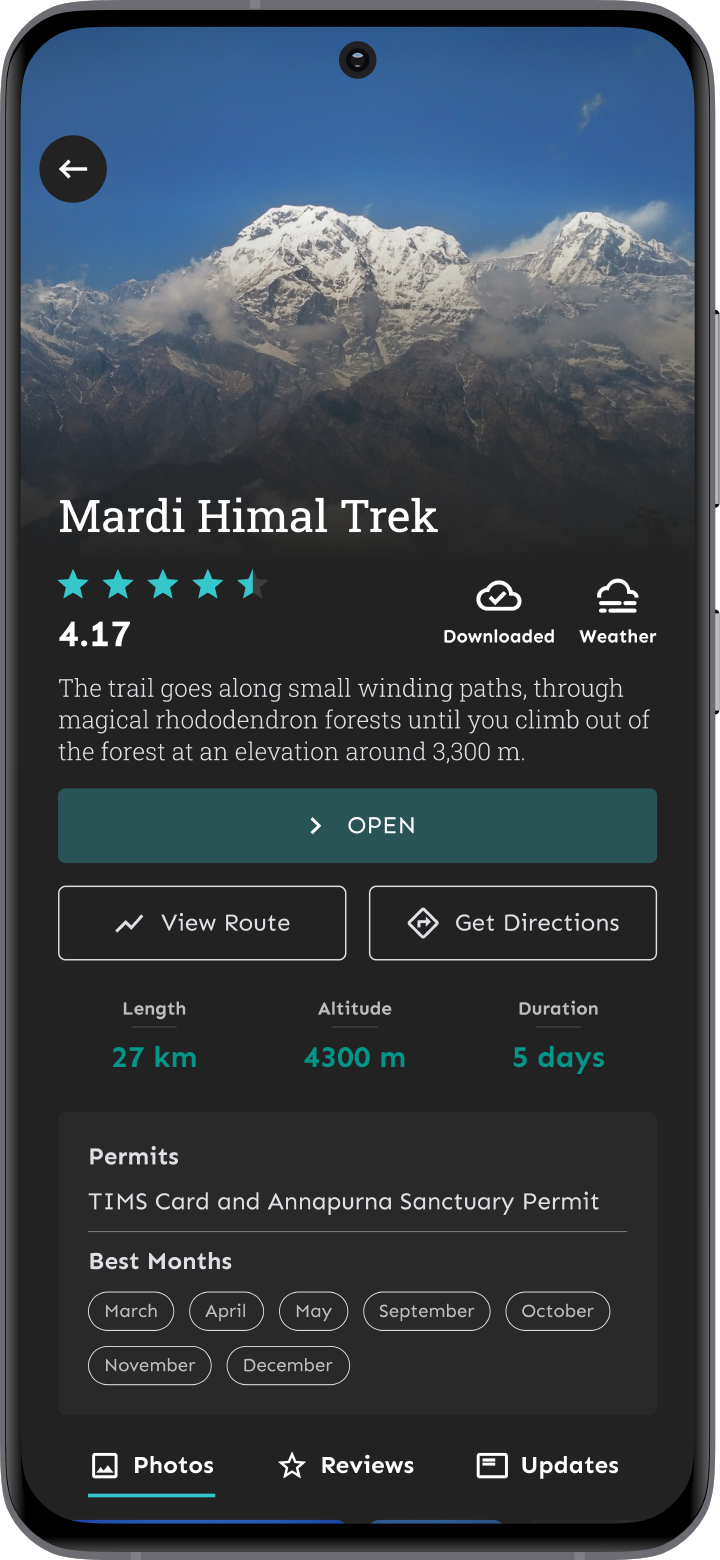 Mardi Himal Trek
4.17
Downloaded
Weather
The trail goes along small winding paths, through
magical rhododendron forests until you climb out of
the forest at an elevation around 3,300 m.
OPEN
View Route
Get Directions
Length
Altitude
Duration
27 km
4300 m
5 days
Permits
TIMS Card and Annapurna Sanctuary Permit
Best Months
March April May September October
November December
Photos
Reviews
Updates